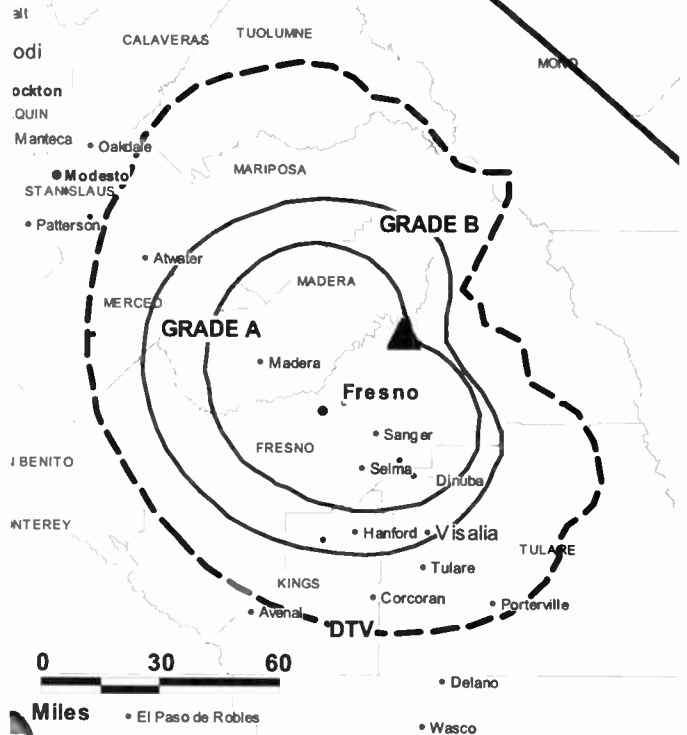 alt
CALAVERAS
TUOLUMNE
odi
MONO
ockton
QUIN
Manteca
Oakdale
Modesto
MARIPOSA
STANISLAUS
Patterson
GRADE B
Atwater
MADERA
MERCED
GRADE A
Madera
Fresno
Sanger
FRESNO
BENITO
Selma
Dinuba
NTEREY
Hanford
Visalia
TULARE
Tulare
KINGS
Corcoran
Porterville
Avenal
DTV
0 30 60
Delano
Miles
El Paso de Robles
Wasco